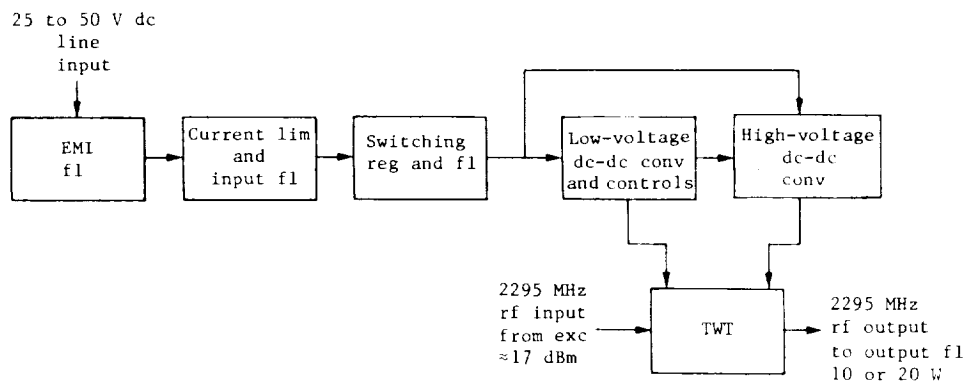 25 to 50 V dc
line
input
EMI
fl
Current lim
and
input fl
Switching
reg and fl
Low-voltage
dc-dc conv
and controls
High-voltage
dc-dc
conv
2295 MHz
rf input
from exc
≈17 dBm
TWT
2295 MHz
rf output
to output fl
10 or 20 W